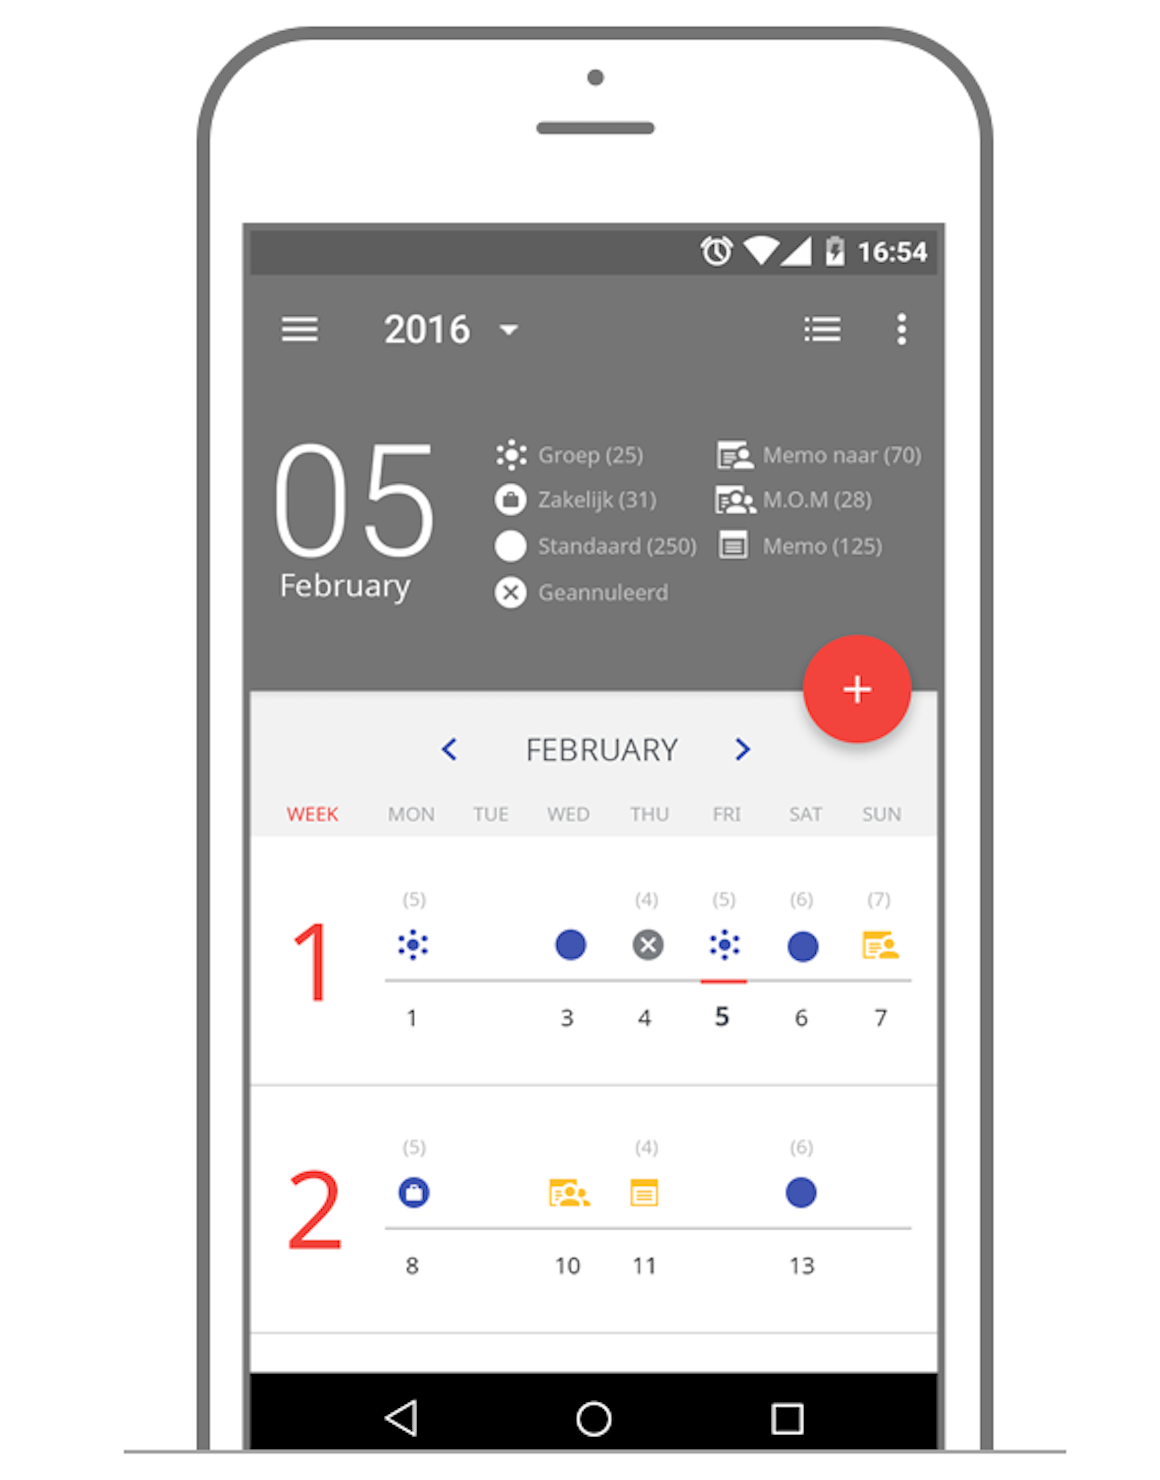 16:54
2016
05
February
Groep (25)
Memo naar (70)
Zakelijk (31)
M.O.M (28)
Standaard (250)
Memo (125)
Geannuleerd
+
< FEBRUARY >
WEEK MON TUE WED THU FRI SAT SUN
(5) (4) (5) (6) (7)
1
1 3 4 5 6 7
(5) (4) (6)
2
8 10 11 13